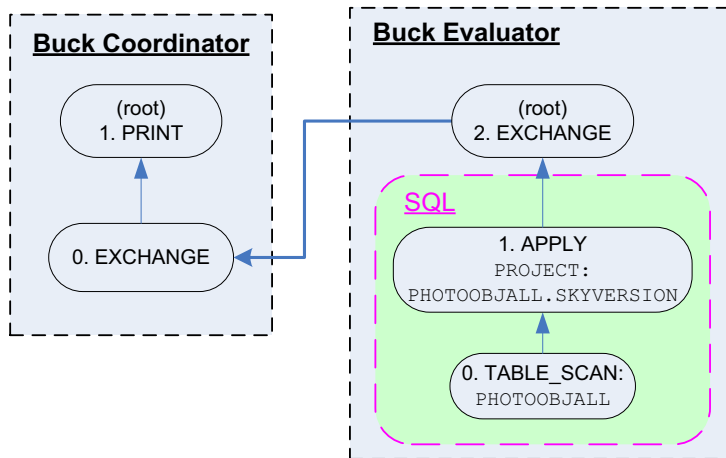 Buck Coordinator
(root)
1. PRINT
0. EXCHANGE
Buck Evaluator
(root)
2. EXCHANGE
SQL
1. APPLY
PROJECT:
PHOTOOBJALL.SKYVERSION
0. TABLE_SCAN:
PHOTOOBJALL